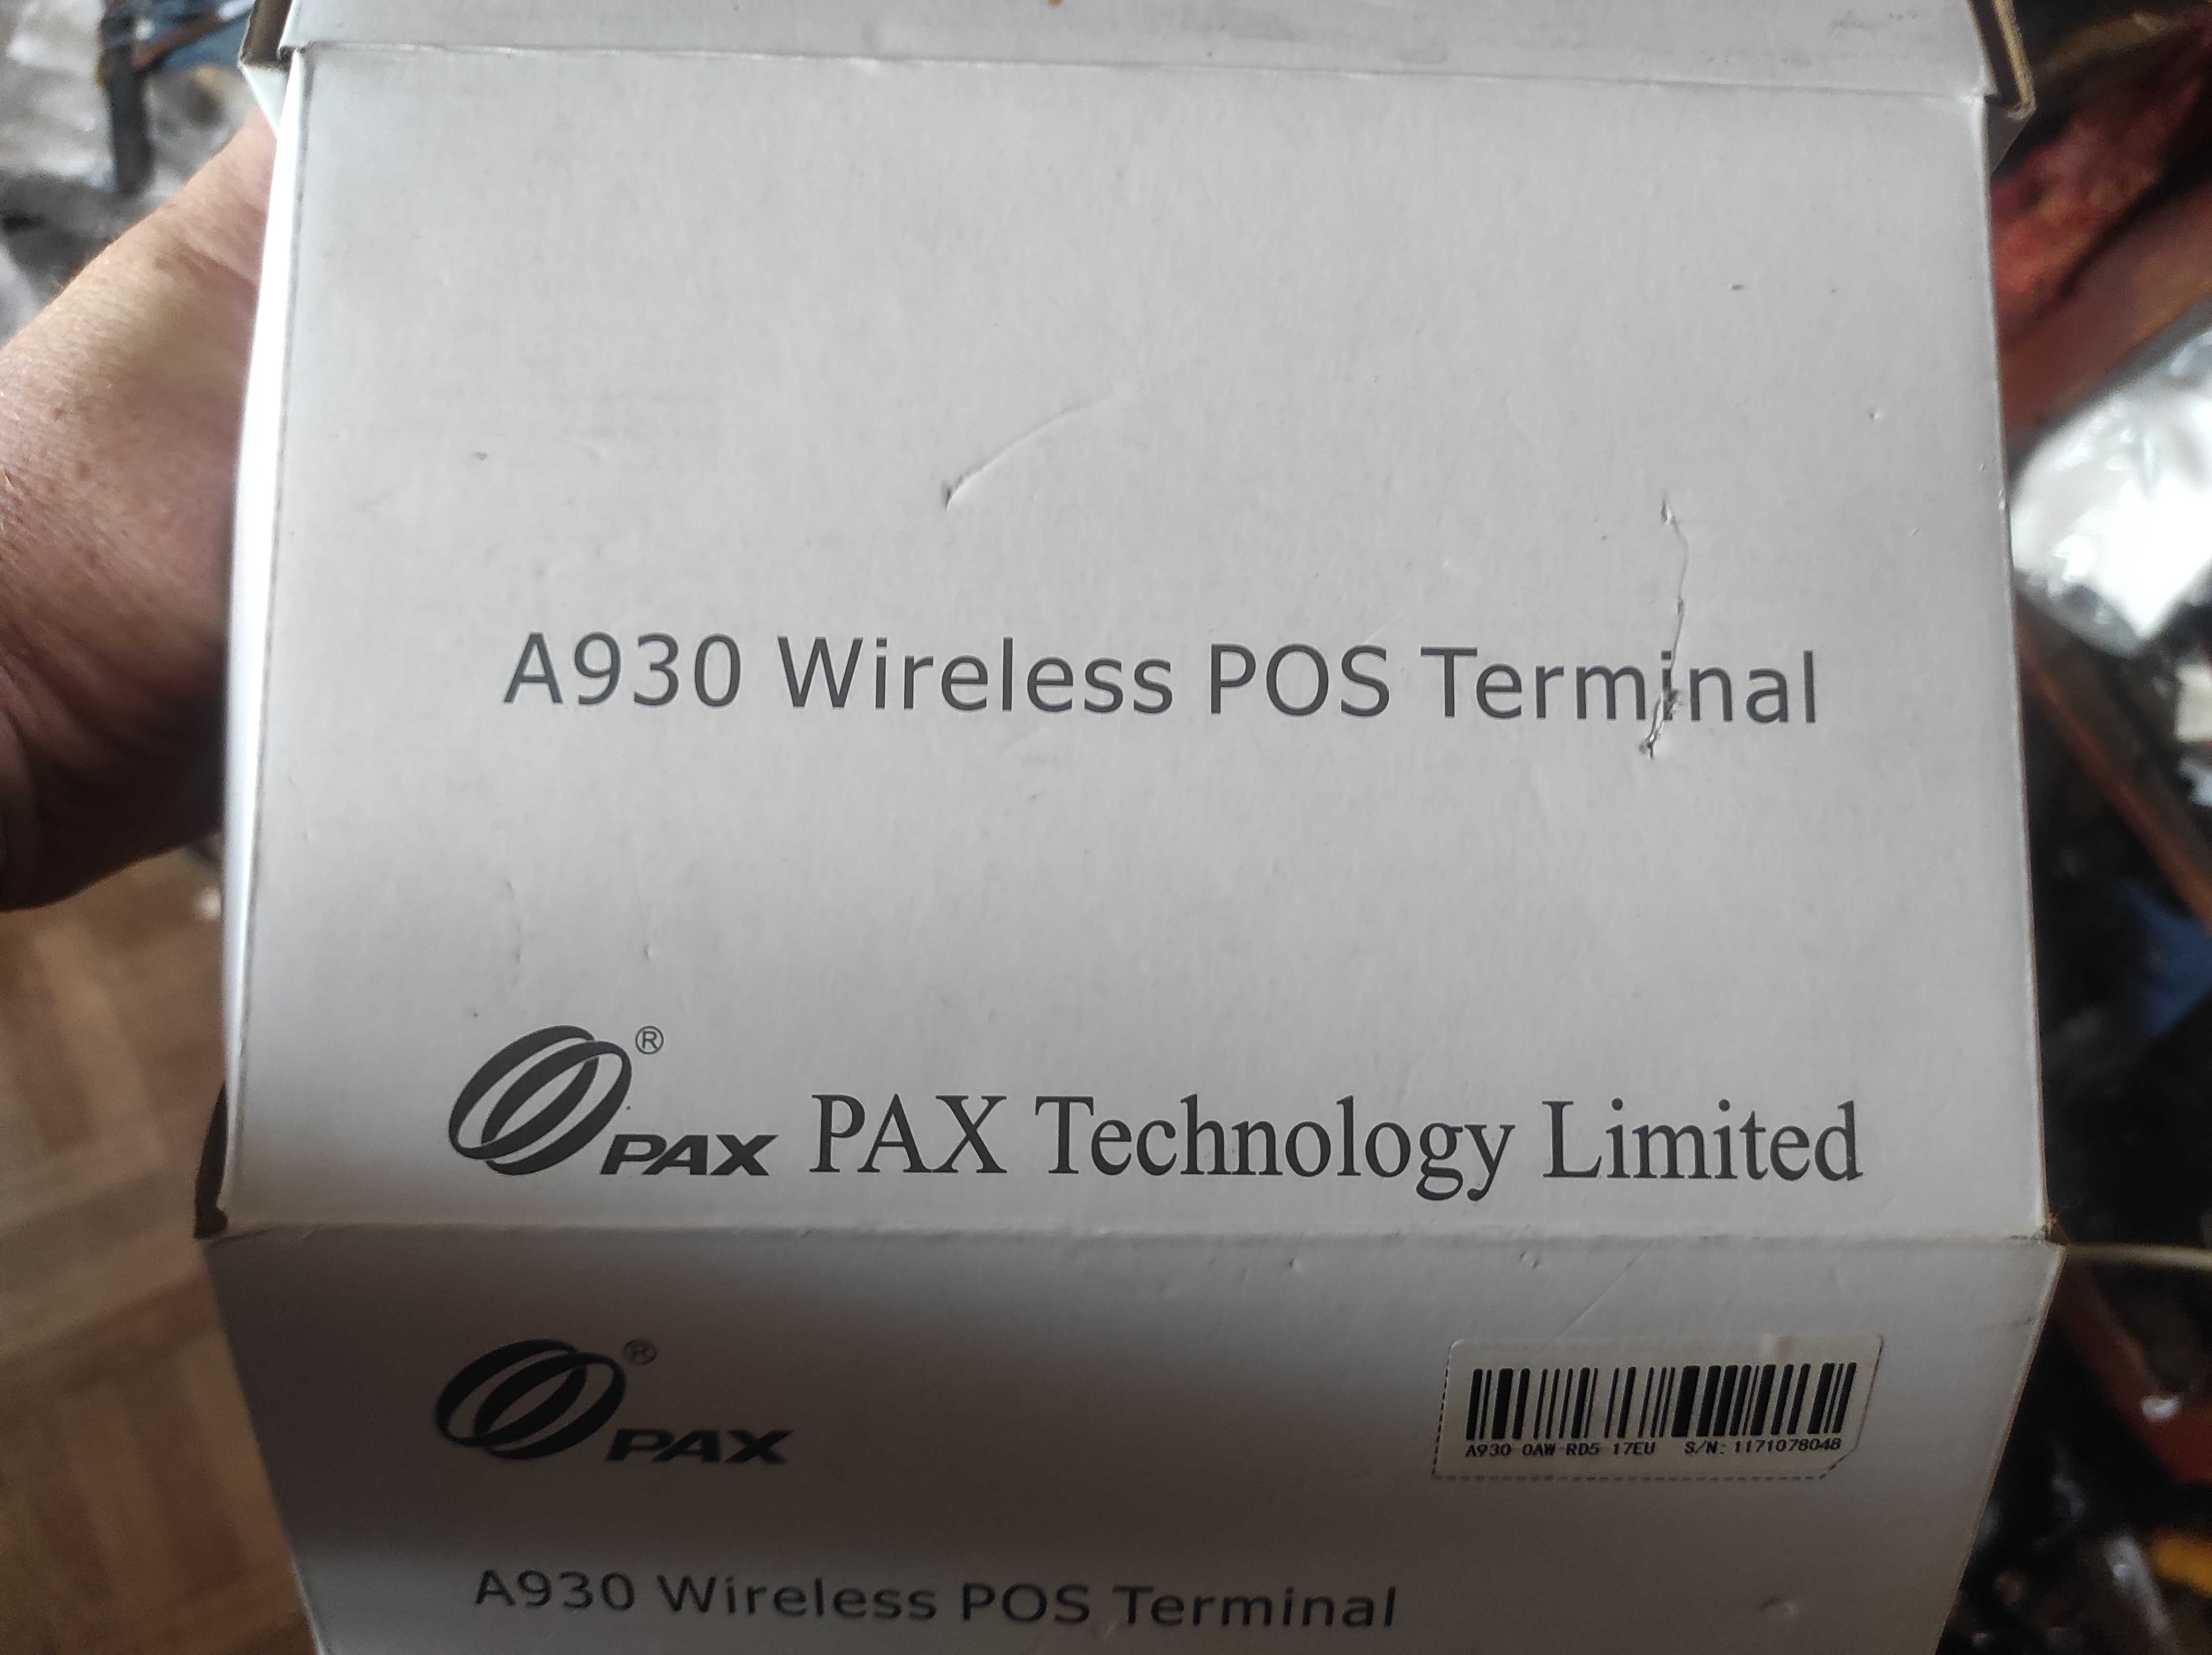 A930 Wireless POS Terminal
PAX® PAX Technology Limited
PAX®
A930-0AW-RD5-17EU S/N: 1171078048
A930 Wireless POS Terminal